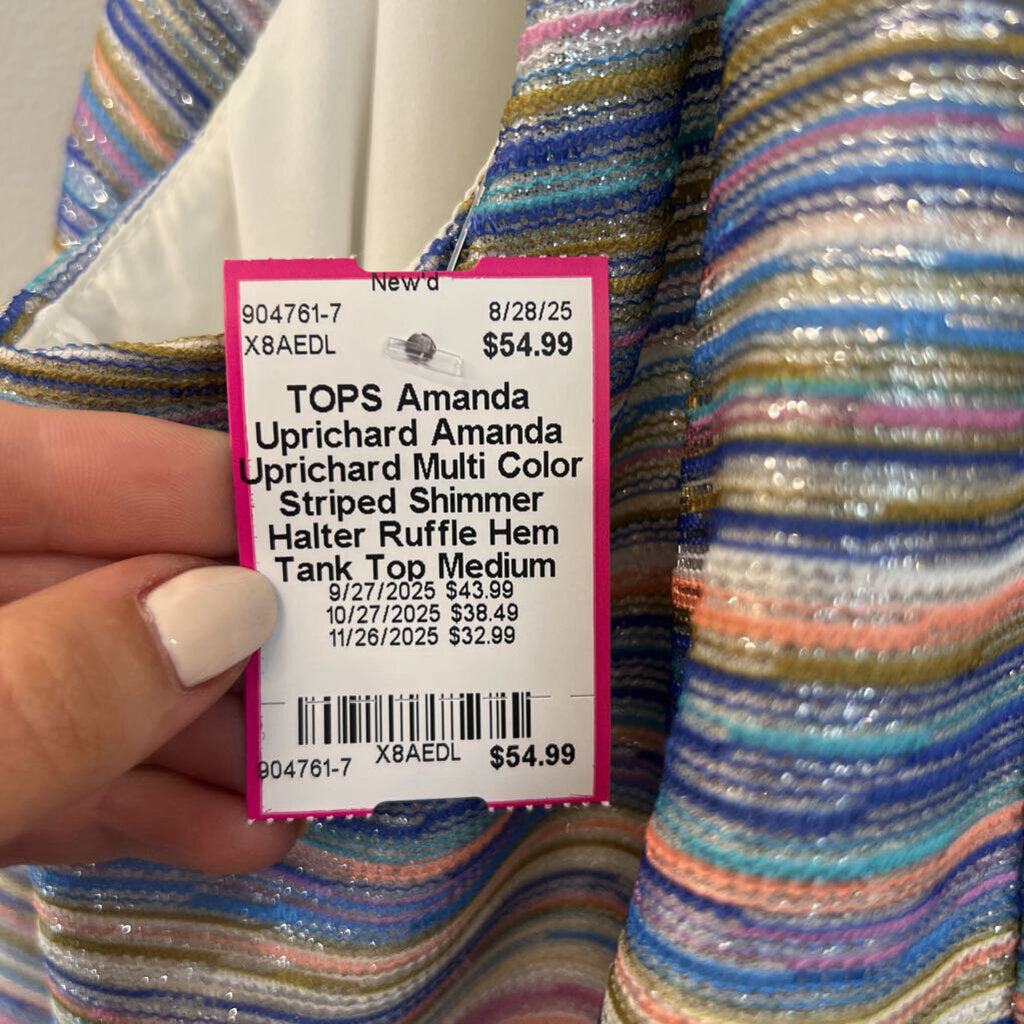 New'd
904761-7 8/28/25
X8AEDL $54.99
TOPS Amanda
Uprichard Amanda
Uprichard Multi Color
Striped Shimmer
Halter Ruffle Hem
Tank Top Medium
9/27/2025 $43.99
10/27/2025 $38.49
11/26/2025 $32.99
904761-7 X8AEDL $54.99